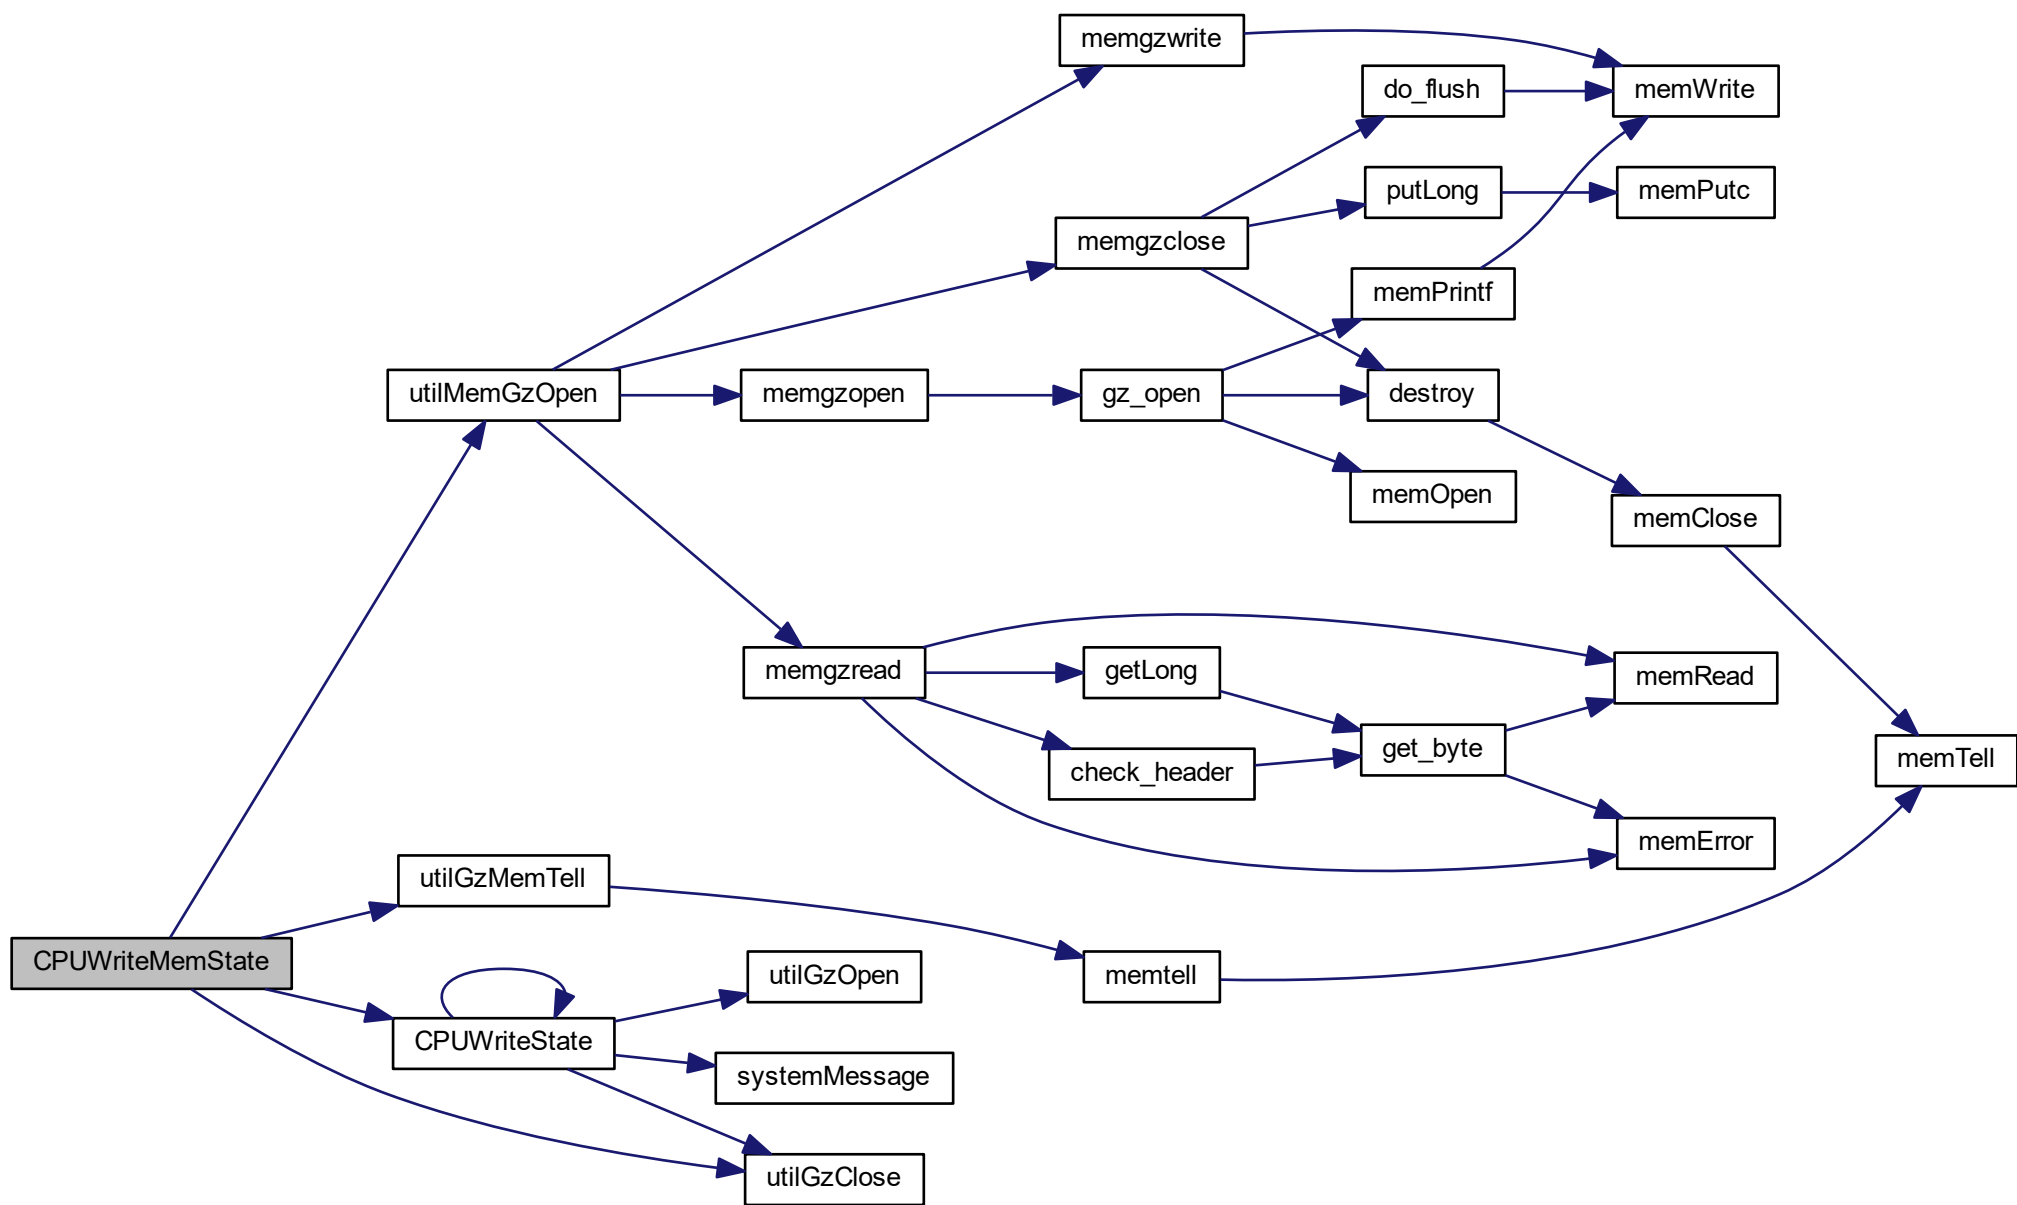 memgzwrite
do_flush
memWrite
putLong
memPutc
memgzclose
memPrintf
utilMemGzOpen
memgzopen
gz_open
destroy
memOpen
memClose
memgzread
getLong
memRead
get_byte
check_header
memTell
memError
utilGzMemTell
CPUWriteMemState
utilGzOpen
memtell
CPUWriteState
systemMessage
utilGzClose